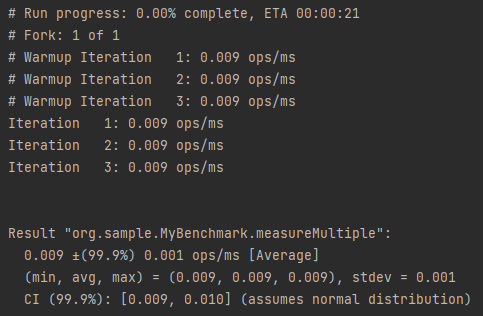 # Run progress: 0.00% complete, ETA 00:00:21
# Fork: 1 of 1
# Warmup Iteration   1: 0.009 ops/ms
# Warmup Iteration   2: 0.009 ops/ms
# Warmup Iteration   3: 0.009 ops/ms
Iteration   1: 0.009 ops/ms
Iteration   2: 0.009 ops/ms
Iteration   3: 0.009 ops/ms
Result "org.sample.MyBenchmark.measureMultiple":
  0.009 ±(99.9%) 0.001 ops/ms [Average]
  (min, avg, max) = (0.009, 0.009, 0.009), stdev = 0.001
  CI (99.9%): [0.009, 0.010] (assumes normal distribution)